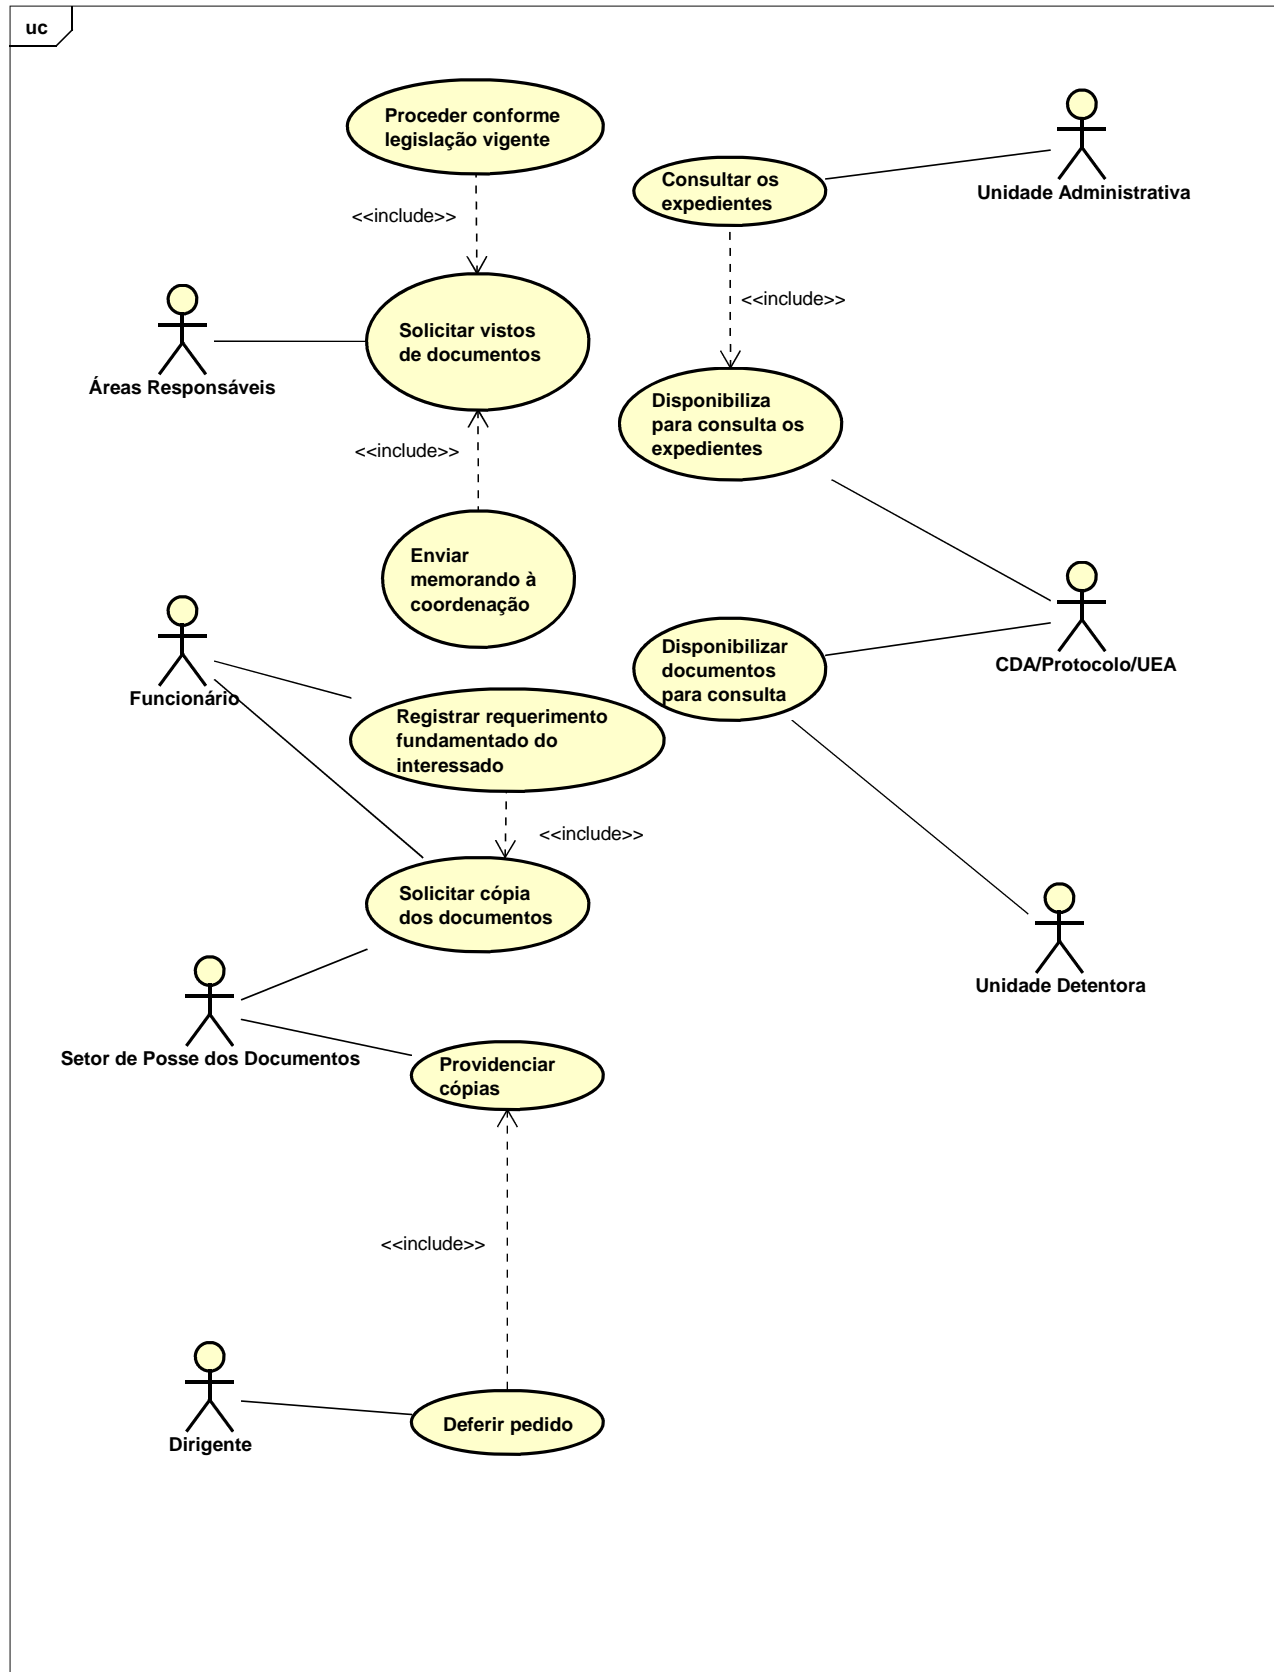 uc
Proceder conforme
legislação vigente
Consultar os
expedientes
Unidade Administrativa
<<include>>
<<include>>
Áreas Responsáveis
Solicitar vistos
de documentos
Disponibiliza
para consulta os
expedientes
<<include>>
Enviar
memorando à
coordenação
Funcionário
Disponibilizar
documentos
para consulta
CDA/Protocolo/UEA
Registrar requerimento
fundamentado do
interessado
<<include>>
Solicitar cópia
dos documentos
Unidade Detentora
Setor de Posse dos Documentos
Providenciar
cópias
<<include>>
Dirigente
Deferir pedido